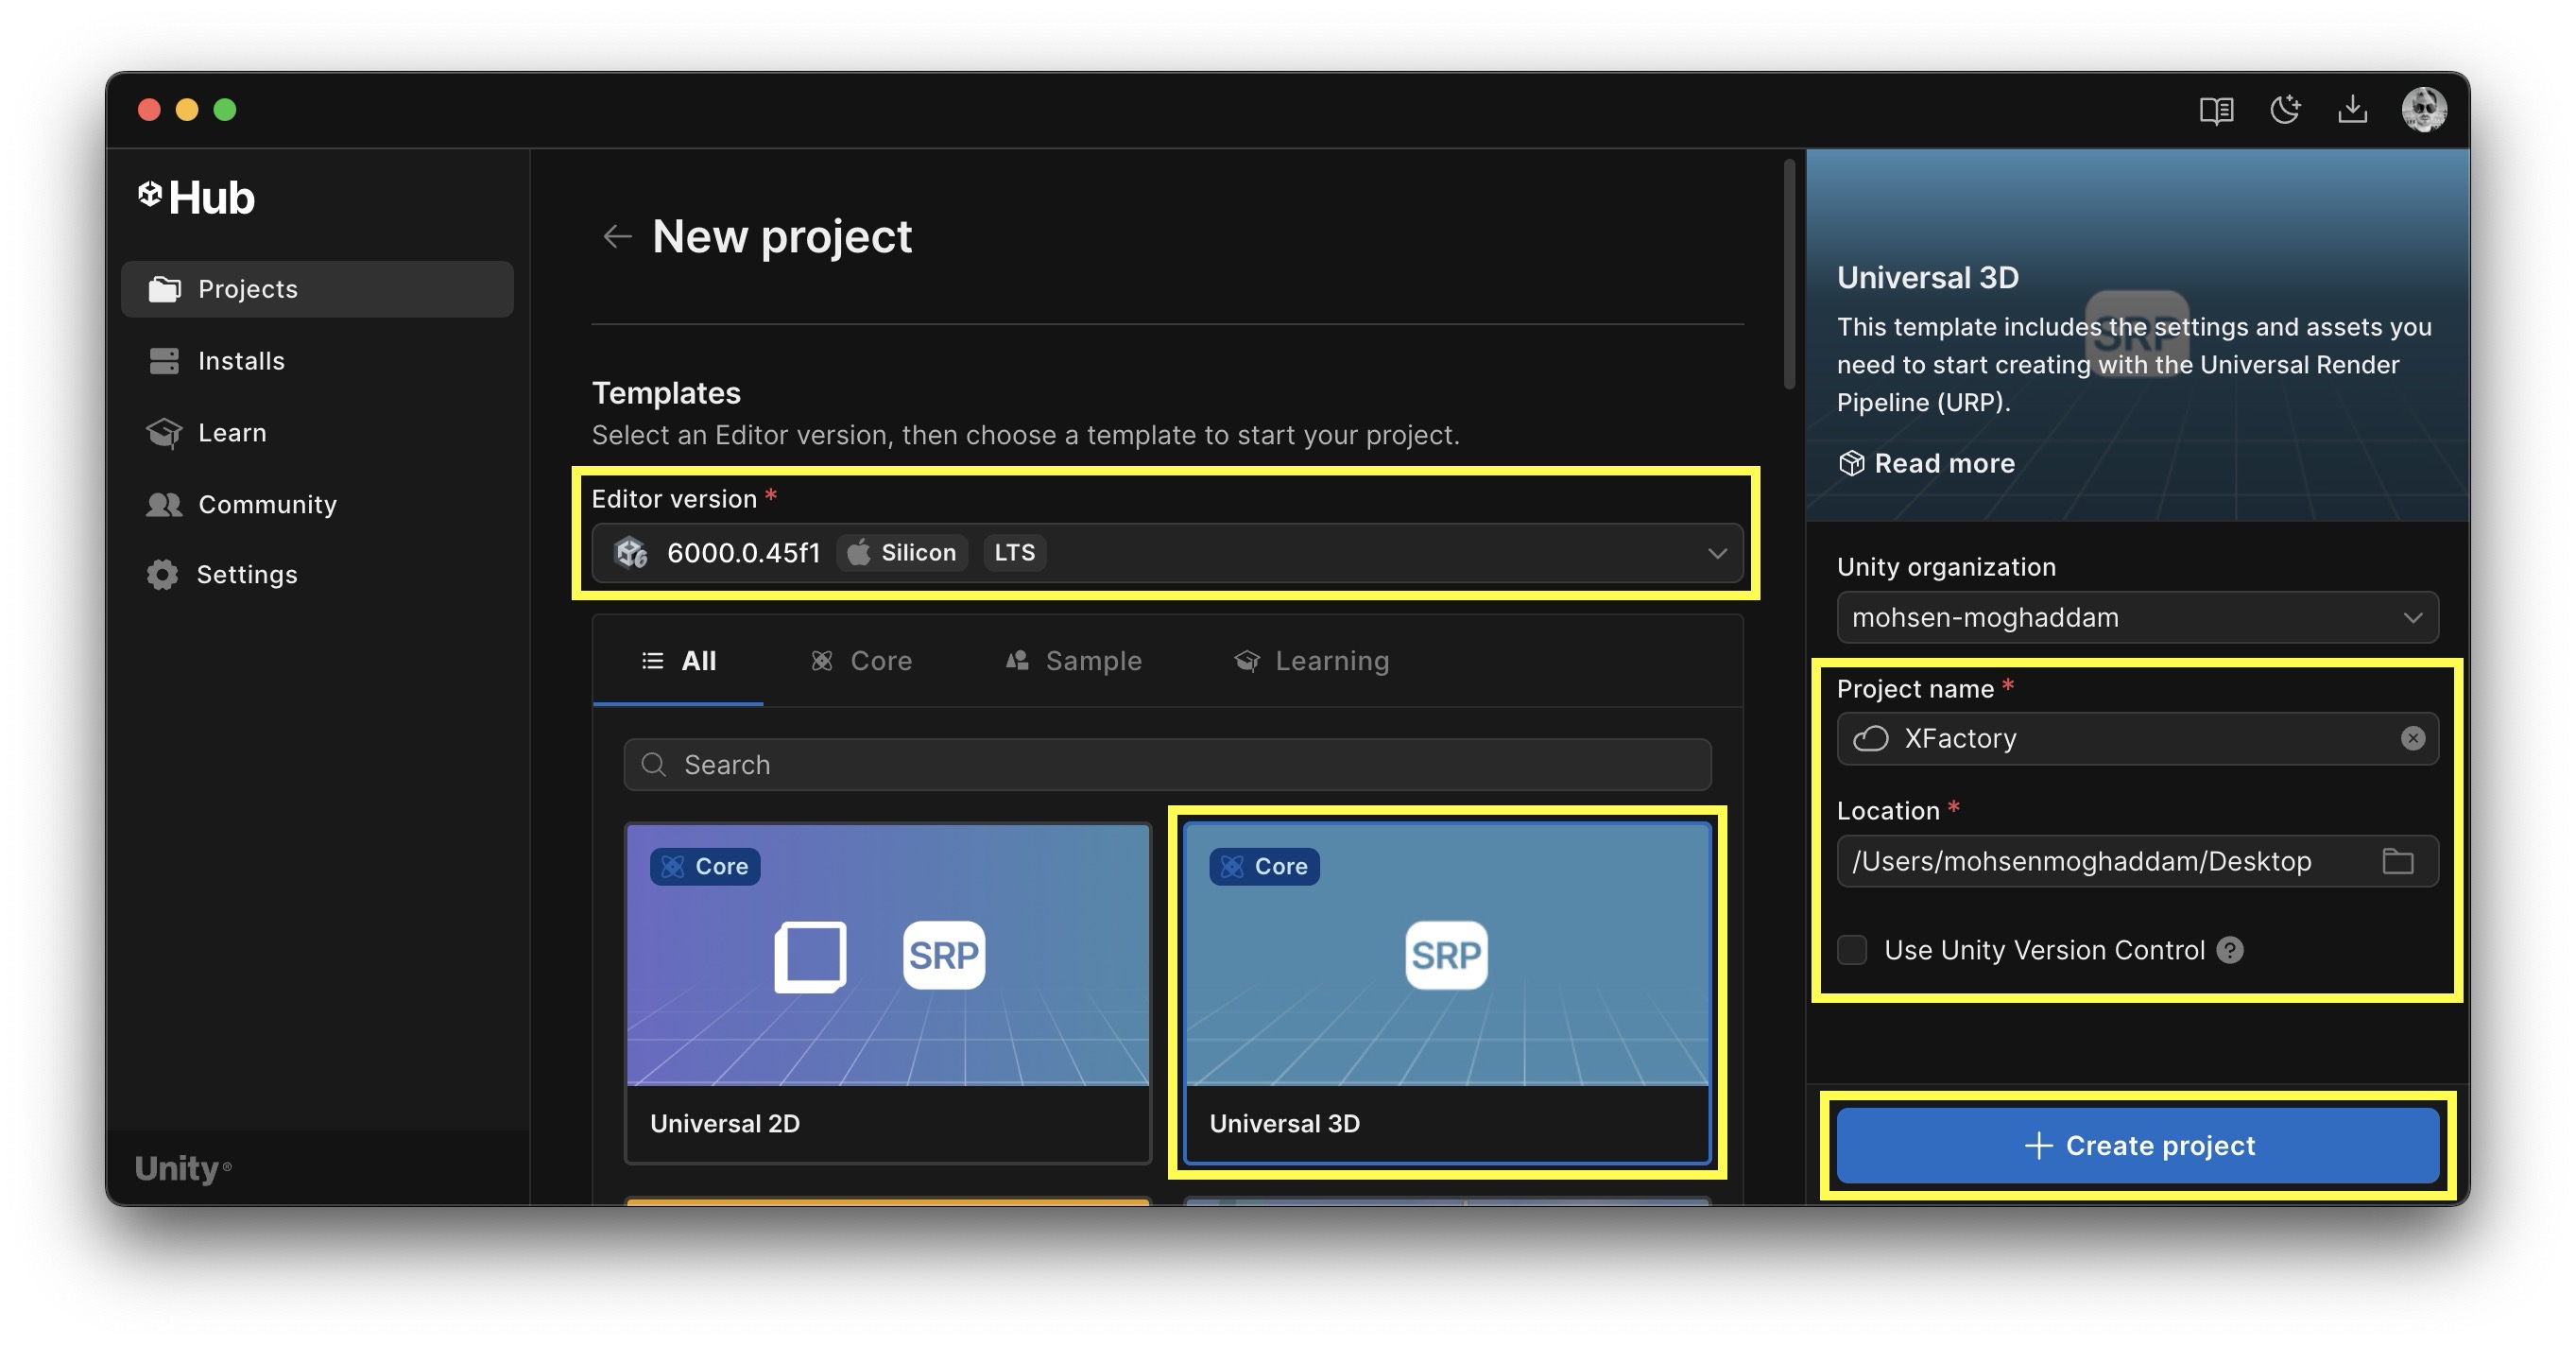 Hub
Projects
Installs
Learn
Community
Settings
Unity®
New project
Templates
Select an Editor version, then choose a template to start your project.
Editor version *
6000.0.45f1 Silicon LTS
All Core Sample Learning
Search
Core
SRP
Universal 2D
Core
SRP
Universal 3D
Universal 3D
SRP
This template includes the settings and assets you
need to start creating with the Universal Render
Pipeline (URP).
Read more
Unity organization
mohsen-moghaddam
Project name *
XFactory
Location *
/Users/mohsenmoghaddam/Desktop
Use Unity Version Control ?
+ Create project